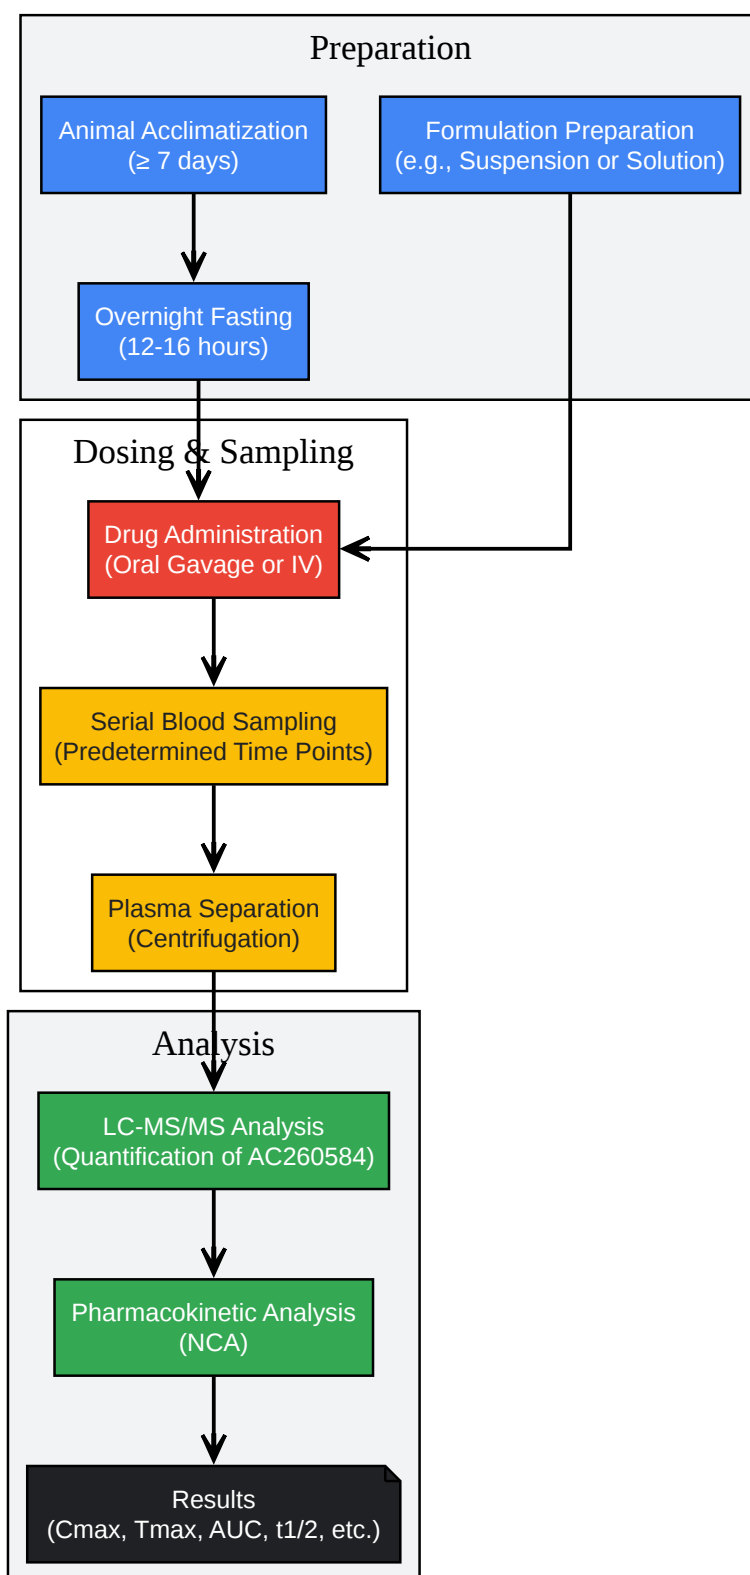 Preparation
Animal Acclimatization
(≥ 7 days)
Formulation Preparation
(e.g., Suspension or Solution)
Overnight Fasting
(12-16 hours)
Dosing & Sampling
Drug Administration
(Oral Gavage or IV)
Serial Blood Sampling
(Predetermined Time Points)
Plasma Separation
(Centrifugation)
Analysis
LC-MS/MS Analysis
(Quantification of AC260584)
Pharmacokinetic Analysis
(NCA)
Results
(Cmax, Tmax, AUC, t1/2, etc.)